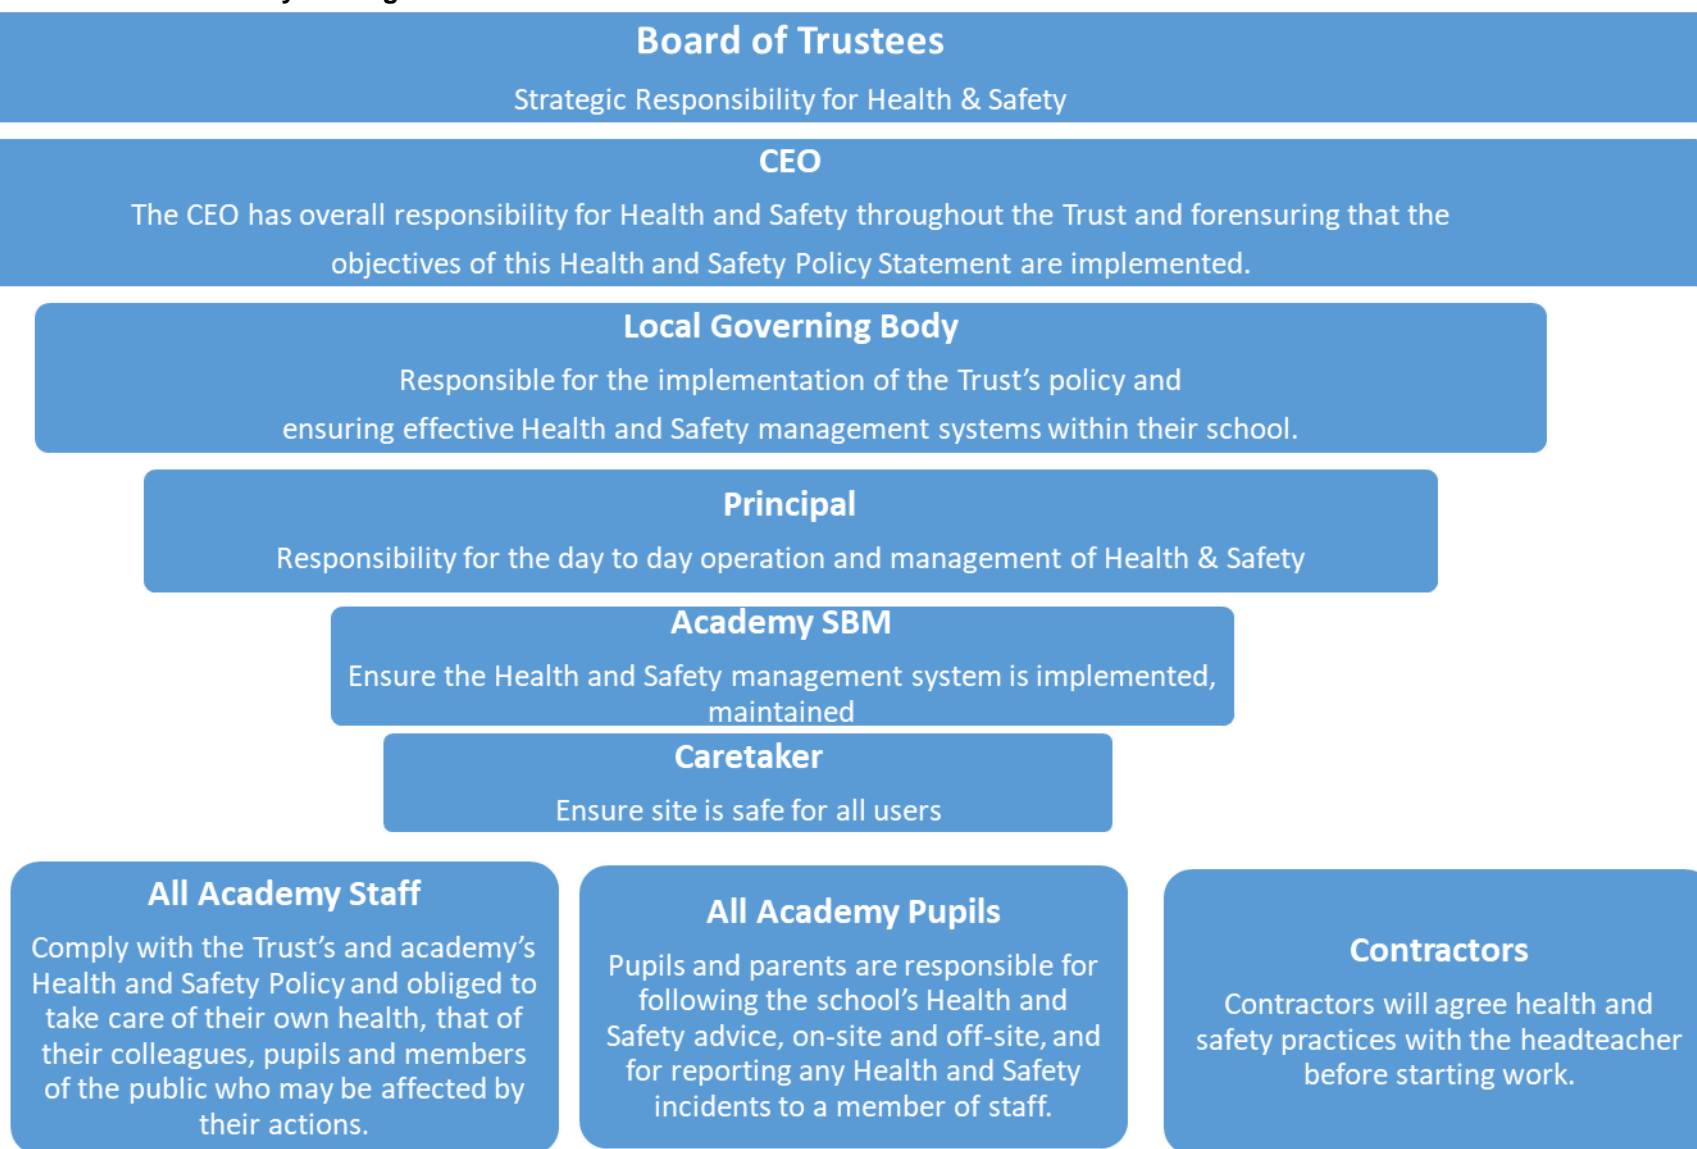 Board of Trustees
Strategic Responsibility for Health & Safety
CEO
The CEO has overall responsibility for Health and Safety throughout the Trust and forensuring that the
objectives of this Health and Safety Policy Statement are implemented.
Local Governing Body
Responsible for the implementation of the Trust’s policy and
ensuring effective Health and Safety management systems within their school.
Principal
Responsibility for the day to day operation and management of Health & Safety
Academy SBM
Ensure the Health and Safety management system is implemented,
maintained
Caretaker
Ensure site is safe for all users
All Academy Staff
Comply with the Trust’s and academy’s
Health and Safety Policy and obliged to
take care of their own health, that of
their colleagues, pupils and members
of the public who may be affected by
their actions.
All Academy Pupils
Pupils and parents are responsible for
following the school’s Health and
Safety advice, on-site and off-site, and
for reporting any Health and Safety
incidents to a member of staff.
Contractors
Contractors will agree health and
safety practices with the headteacher
before starting work.